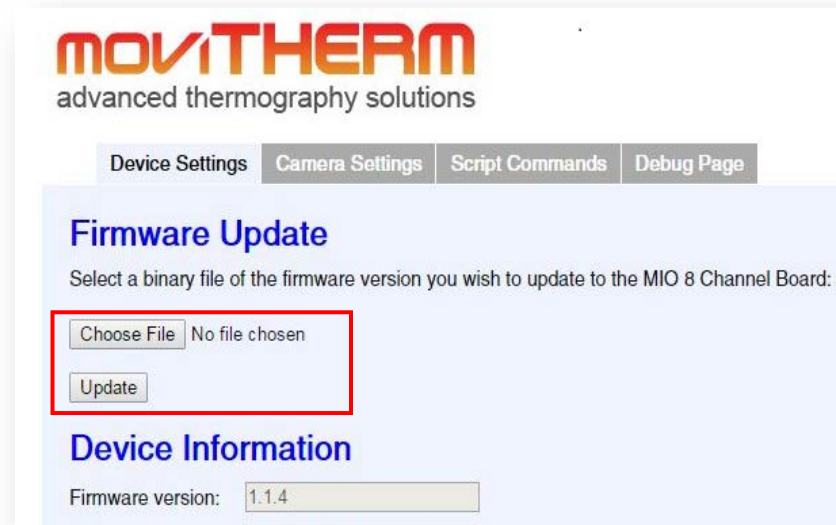 moviTHERM
advanced thermography solutions
Device Settings Camera Settings Script Commands Debug Page
Firmware Update
Select a binary file of the firmware version you wish to update to the MIO 8 Channel Board:
Choose File No file chosen
Update
Device Information
Firmware version: 1.1.4